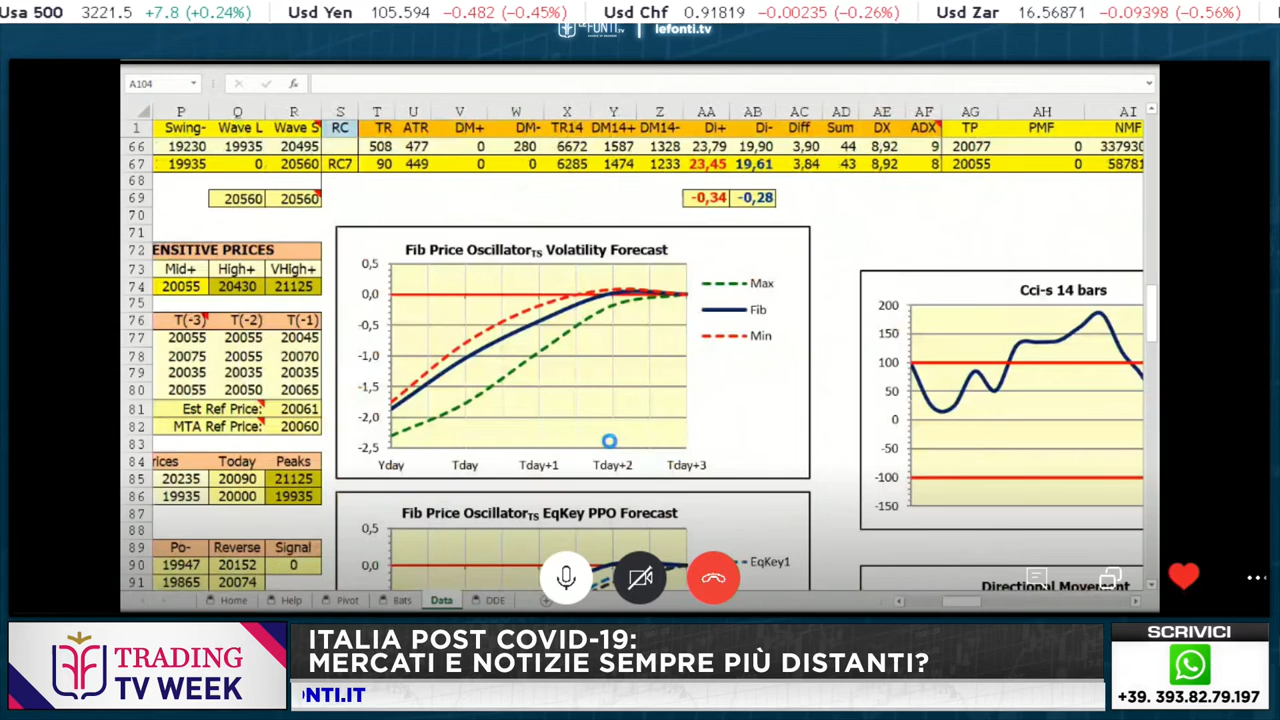 Usa 500 3221.5 +7.8 (+0.24%) Usd Yen 105.594 -0.482 (-0.45%) Usd Chf 0.91819 -0.00235 (-0.26%) Usd Zar 16.56871 -0.09398 (-0.56%)
LEFONTI.TV lefonti.tv
A104 fx
P Q R S T U V W X Y Z AA AB AC AD AE AF AG AH AI
1 Swing- Wave L Wave S RC TR ATR DM+ DM- TR14 DM14+ DM14- DI+ DI- Diff Sum DX ADX TP PMF NMF
66 19230 19935 20495 508 477 0 280 6672 1587 1328 23,79 19,90 3,90 44 8,92 9 20077 0 337930
67 19935 0 20560 RC7 90 449 0 0 6285 1474 1233 23,45 19,61 3,84 43 8,92 8 20055 0 58781
68
69 20560 20560 -0,34 -0,28
70
71
72 ENSITIVE PRICES
73 Mid+ High+ VHigh+
74 20055 20430 21125
75
76 T(-3) T(-2) T(-1)
77 20055 20055 20045
78 20075 20055 20070
79 20035 20035 20035
80 20055 20050 20065
81 Est Ref Price: 20061
82 MTA Ref Price: 20060
83
84 rices Today Peaks
85 20235 20090 21125
86 19935 20000 19935
87
88
89 Po- Reverse Signal
90 19947 20152 0
91 19865 20074
Fib Price OscillatorTS Volatility Forecast
0,5
0,0
-0,5
-1,0
-1,5
-2,0
-2,5
Yday Tday Tday+1 Tday+2 Tday+3
Max
Fib
Min
Cci-s 14 bars
200
150
100
50
0
-50
-100
-150
Fib Price OscillatorTS EqKey PPO Forecast
0,5
0,0
EqKey1
Directional Movement
Home Help Pivot Bats Data DDE
TRADING
TV WEEK
ITALIA POST COVID-19:
MERCATI E NOTIZIE SEMPRE PIÙ DISTANTI?
NTI.IT
SCRIVICI
+39. 393.82.79.197